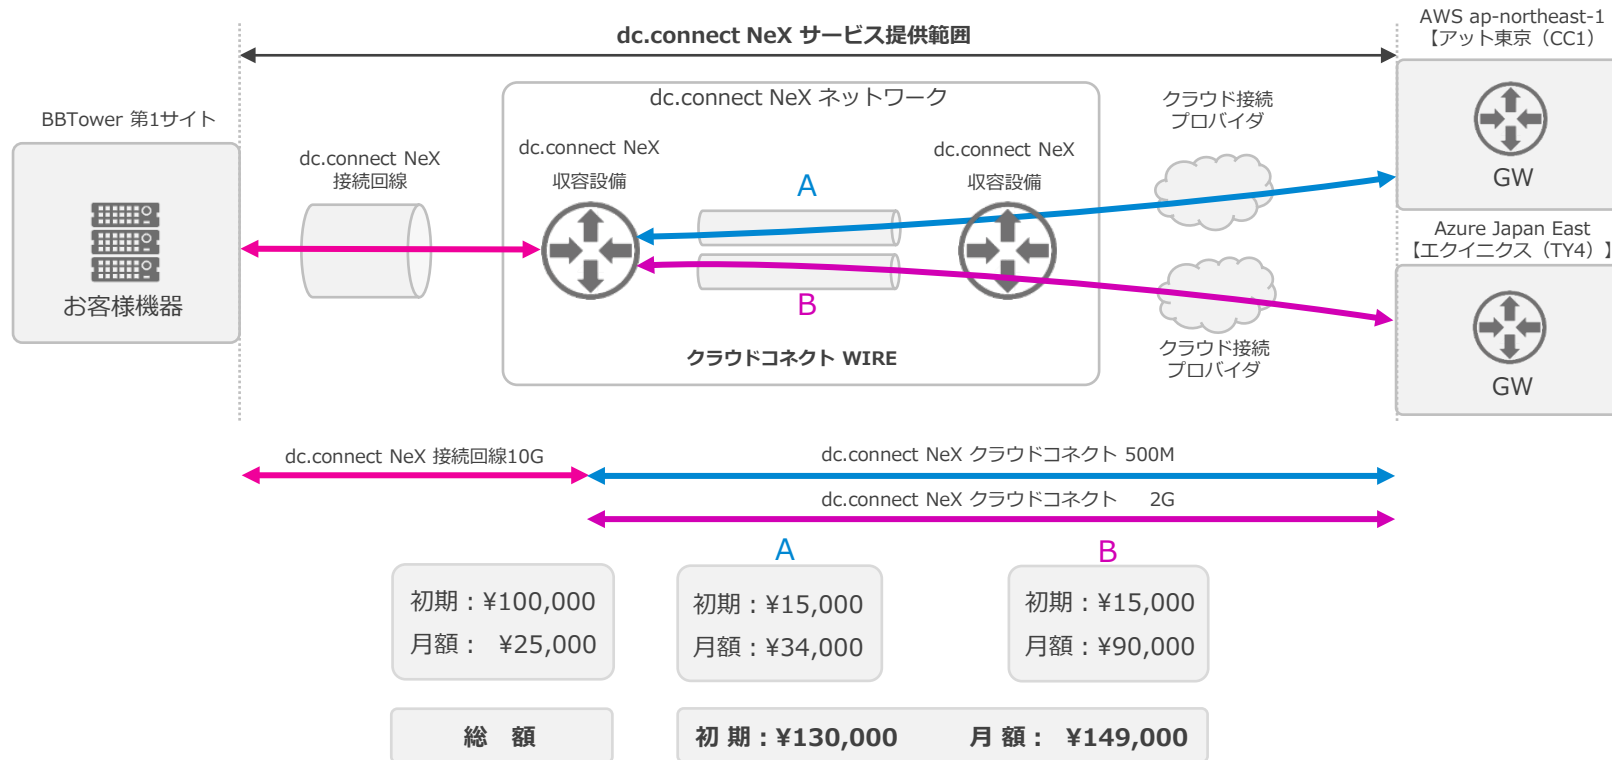 AWS ap-northeast-1
【アット東京（CC1）
dc.connect NeX サービス提供範囲
dc.connect NeX ネットワーク
クラウド接続
プロバイダ
BBTower 第1サイト
dc.connect NeX
接続回線
dc.connect NeX
収容設備
dc.connect NeX
収容設備
A
GW
お客様機器
B
クラウドコネクト WIRE
クラウド接続
プロバイダ
Azure Japan East
【エクイニクス（TY4）】
GW
dc.connect NeX 接続回線10G
dc.connect NeX クラウドコネクト 500M
dc.connect NeX クラウドコネクト 2G
A
B
初期：¥100,000
月額： ¥25,000
初期：¥15,000
月額：¥34,000
初期：¥15,000
月額：¥90,000
総 額
初 期：¥130,000 月 額： ¥149,000